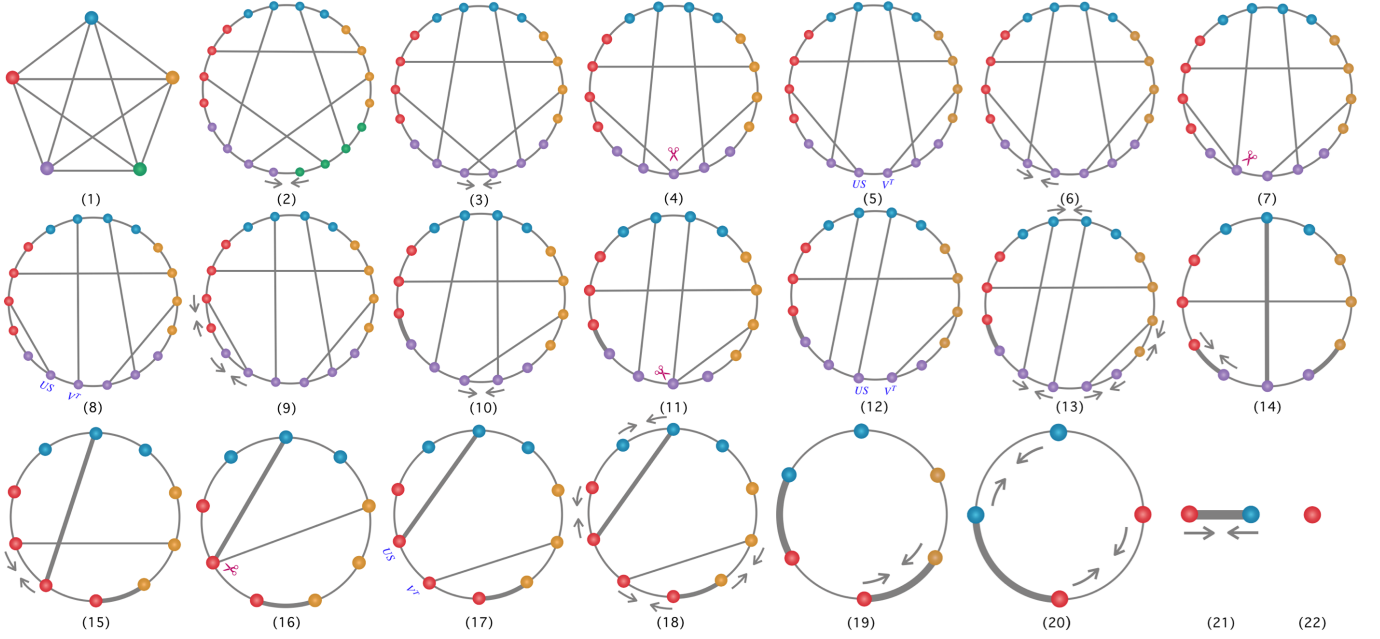 US V^T
(1) (2) (3) (4) (5) (6) (7)
US V^T US V^T
(8) (9) (10) (11) (12) (13) (14)
US
V^T
(15) (16) (17) (18) (19) (20) (21) (22)